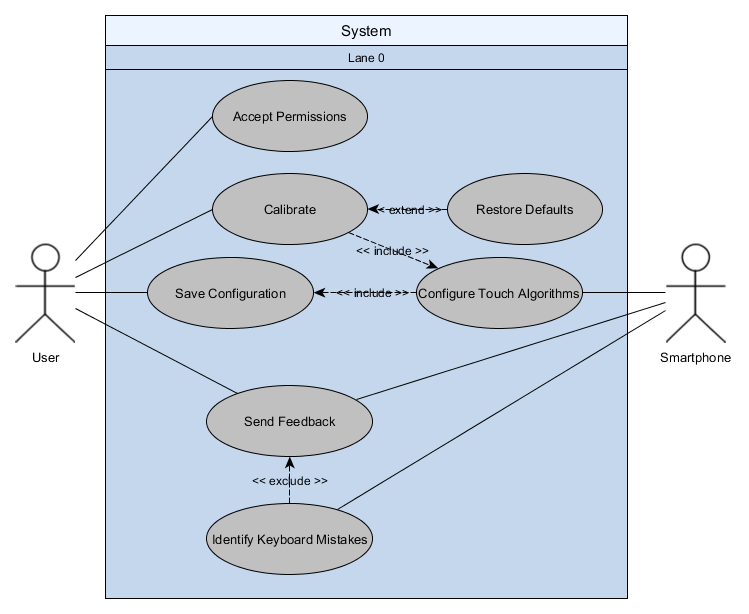 System
Lane 0
Accept Permissions
Calibrate
<< extend >>
Restore Defaults
<< include >>
Save Configuration
<< include >>
Configure Touch Algorithms
User
Smartphone
Send Feedback
<< exclude >>
Identify Keyboard Mistakes